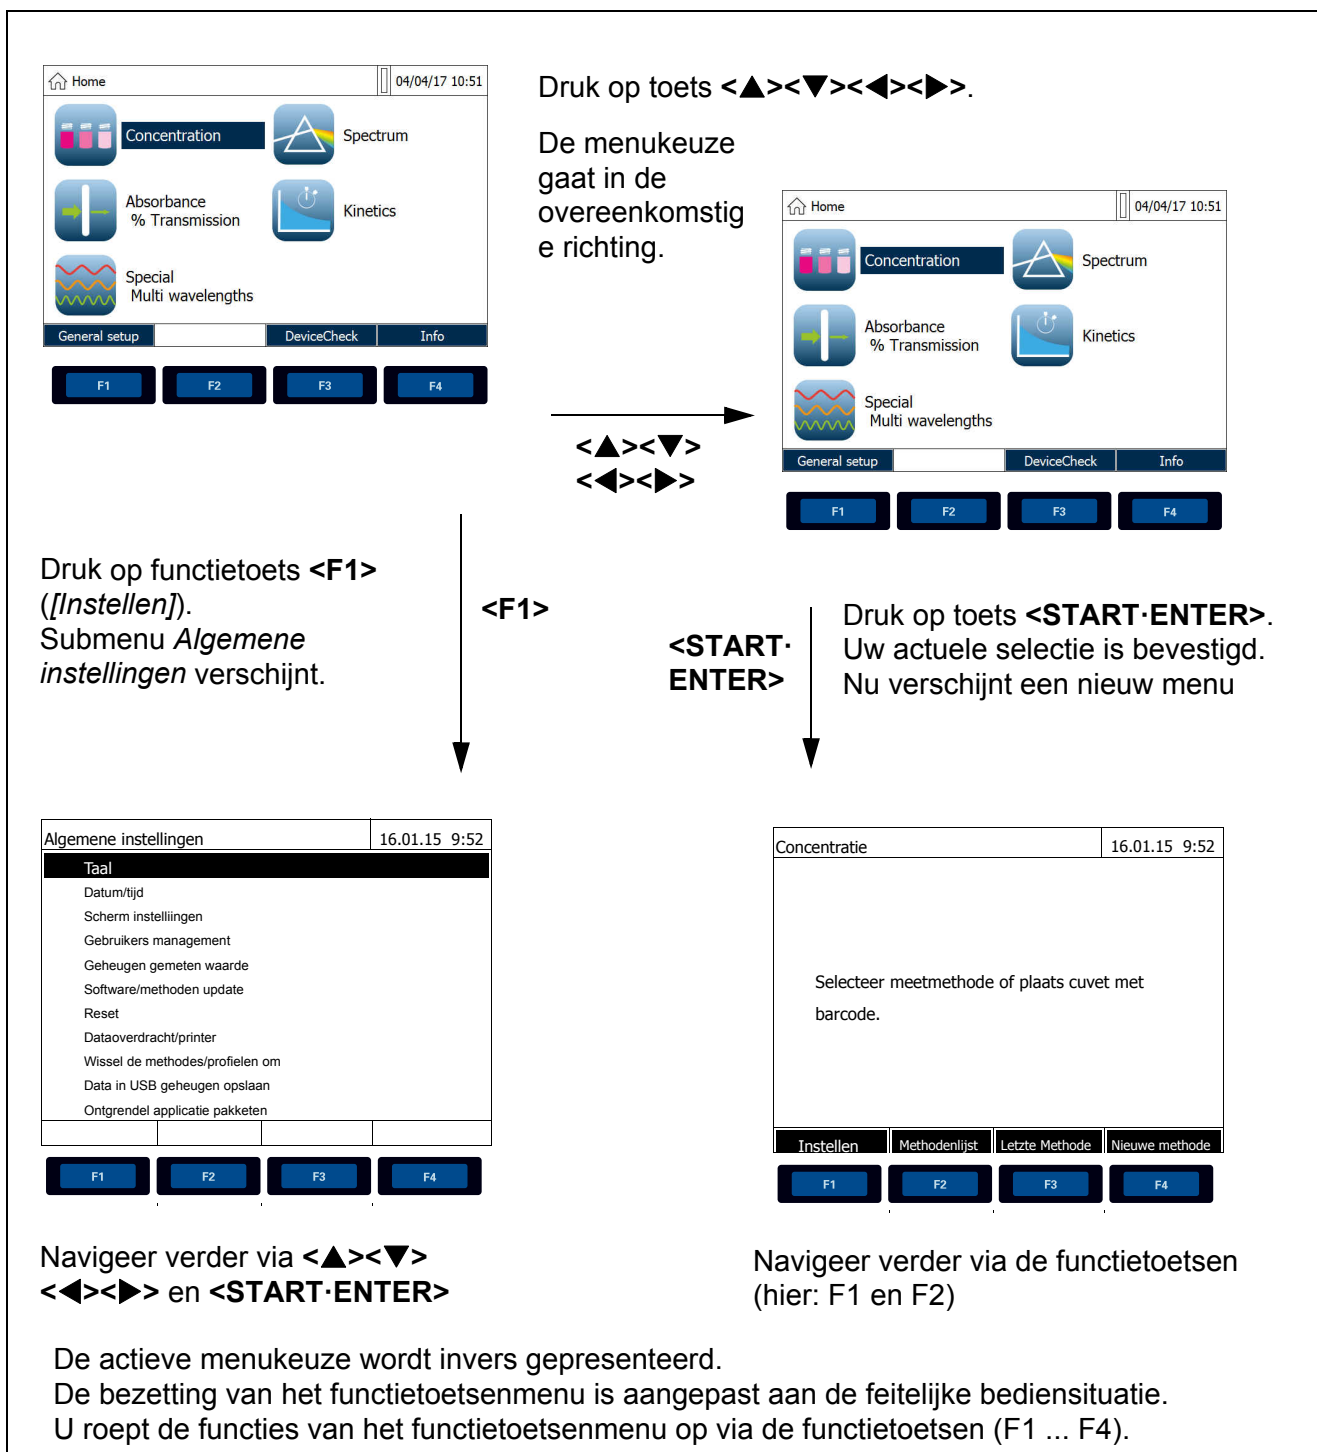 Home 04/04/17 10:51
Concentration Spectrum
Absorbance
% Transmission
Kinetics
Special
Multi wavelengths
General setup DeviceCheck Info
F1 F2 F3 F4
Druk op toets <▲><▼><◀><▶>.
De menukeuze
gaat in de
overeenkomstig
e richting.
Home 04/04/17 10:51
Concentration Spectrum
Absorbance
% Transmission
Kinetics
Special
Multi wavelengths
General setup DeviceCheck Info
F1 F2 F3 F4
<▲><▼>
<◀><▶>
Druk op functietoets <F1>
([Instellen]).
Submenu Algemene
instellingen verschijnt.
<F1>
<START·
ENTER>
Druk op toets <START·ENTER>.
Uw actuele selectie is bevestigd.
Nu verschijnt een nieuw menu
Algemene instellingen 16.01.15 9:52
Taal
Datum/tijd
Scherm instelliingen
Gebruikers management
Geheugen gemeten waarde
Software/methoden update
Reset
Dataoverdracht/printer
Wissel de methodes/profielen om
Data in USB geheugen opslaan
Ontgrendel applicatie pakketen
F1 F2 F3 F4
Concentratie 16.01.15 9:52
Selecteer meetmethode of plaats cuvet met
barcode.
Instellen Methodenlijst Letzte Methode Nieuwe methode
F1 F2 F3 F4
Navigeer verder via <▲><▼>
<◀><▶> en <START·ENTER>
Navigeer verder via de functietoetsen
(hier: F1 en F2)
De actieve menukeuze wordt invers gepresenteerd.
De bezetting van het functietoetsenmenu is aangepast aan de feitelijke bediensituatie.
U roept de functies van het functietoetsenmenu op via de functietoetsen (F1 ... F4).